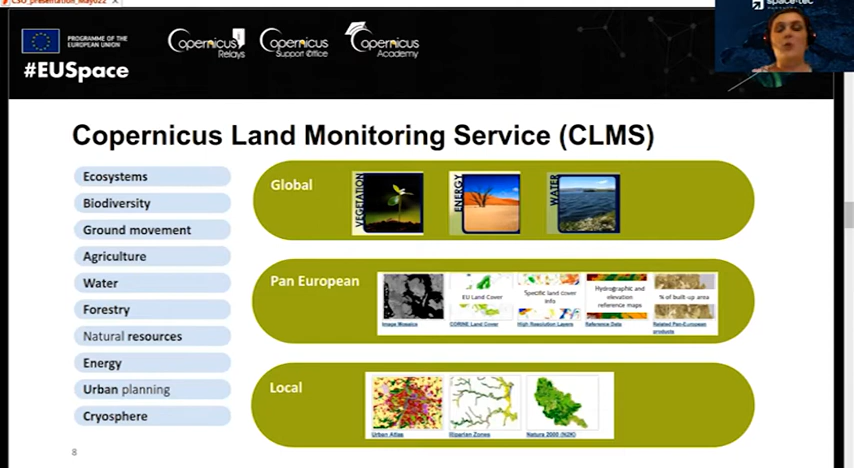 CSO_presentation_May022
PROGRAMME OF THE
EUROPEAN UNION
#EUSpace
Copernicus
Relays
Copernicus
Support Office
Copernicus
Academy
space-tec
Copernicus Land Monitoring Service (CLMS)
Ecosystems
Biodiversity
Ground movement
Agriculture
Water
Forestry
Natural resources
Energy
Urban planning
Cryosphere
Global
VEGETATION
ENERGY
WATER
Pan European
EU Land Cover
Specific land cover
info
Hydrographic and
elevation
reference maps
% of built-up area
Image Mosaics
CORINE Land Cover
High Resolution Layers
Reference Data
Related Pan-European
products
Local
Urban Atlas
Riparian Zones
Natura 2000 (N2K)
8